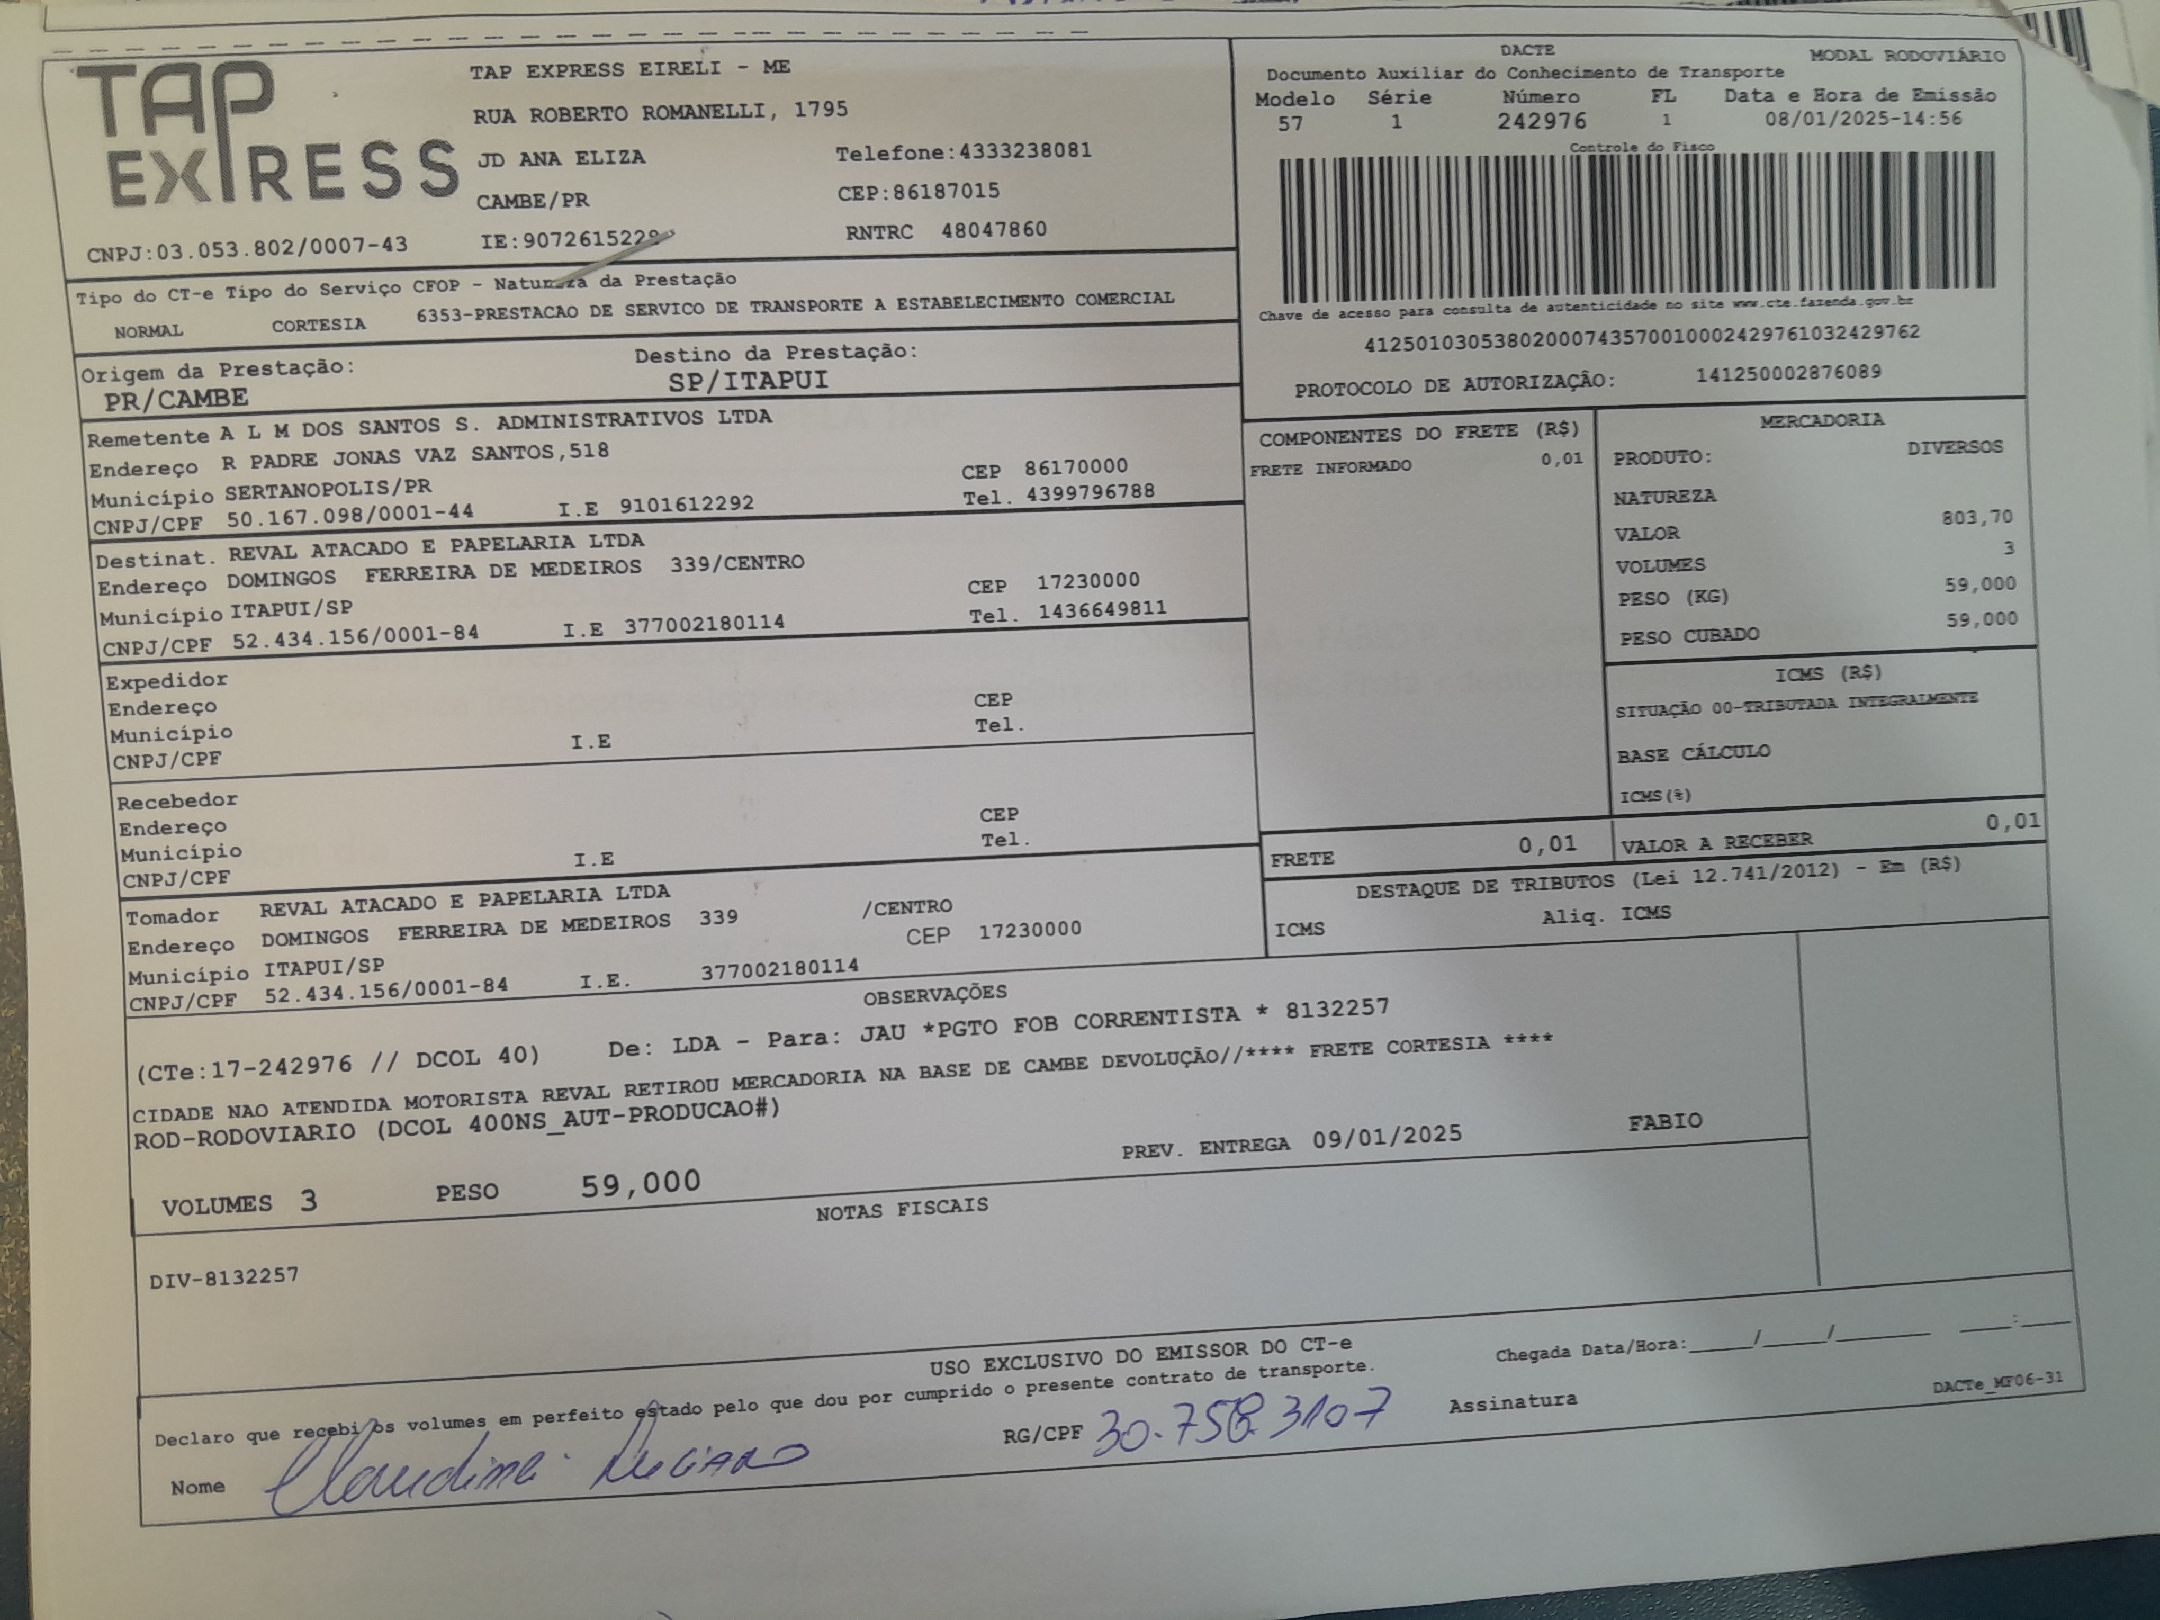 TAP EXPRESS
TAP EXPRESS EIRELI - ME
RUA ROBERTO ROMANELLI, 1795
JD ANA ELIZA Telefone:4333238081
CAMBE/PR CEP:86187015
CNPJ:03.053.802/0007-43 IE:9072615229 RNTRC 48047860
DACTE MODAL RODOVIÁRIO
Documento Auxiliar do Conhecimento de Transporte
Modelo Série Número FL Data e Hora de Emissão
57 1 242976 1 08/01/2025-14:56
Controle do Fisco
Chave de acesso para consulta de autenticidade no site www.cte.fazenda.gov.br
41250103053802000743570010002429761032429762
PROTOCOLO DE AUTORIZAÇÃO: 141250002876089
Tipo do CT-e Tipo do Serviço CFOP - Natureza da Prestação
NORMAL CORTESIA 6353-PRESTACAO DE SERVICO DE TRANSPORTE A ESTABELECIMENTO COMERCIAL
Origem da Prestação: Destino da Prestação:
PR/CAMBE SP/ITAPUI
Remetente A L M DOS SANTOS S. ADMINISTRATIVOS LTDA
Endereço R PADRE JONAS VAZ SANTOS,518 CEP 86170000
Município SERTANOPOLIS/PR Tel. 4399796788
CNPJ/CPF 50.167.098/0001-44 I.E 9101612292
Destinat. REVAL ATACADO E PAPELARIA LTDA
Endereço DOMINGOS FERREIRA DE MEDEIROS 339/CENTRO CEP 17230000
Município ITAPUI/SP Tel. 1436649811
CNPJ/CPF 52.434.156/0001-84 I.E 377002180114
Expedidor
Endereço CEP
Município Tel.
CNPJ/CPF I.E
Recebedor
Endereço CEP
Município Tel.
CNPJ/CPF I.E
Tomador REVAL ATACADO E PAPELARIA LTDA
Endereço DOMINGOS FERREIRA DE MEDEIROS 339 /CENTRO
Município ITAPUI/SP CEP 17230000
CNPJ/CPF 52.434.156/0001-84 I.E. 377002180114
COMPONENTES DO FRETE (R$)
FRETE INFORMADO 0,01
MERCADORIA
PRODUTO: DIVERSOS
NATUREZA
VALOR 803,70
VOLUMES 3
PESO (KG) 59,000
PESO CUBADO 59,000
ICMS (R$)
SITUAÇÃO 00-TRIBUTADA INTEGRALMENTE
BASE CÁLCULO
ICMS(%)
FRETE 0,01 VALOR A RECEBER 0,01
DESTAQUE DE TRIBUTOS (Lei 12.741/2012) - Em (R$)
ICMS Aliq. ICMS
OBSERVAÇÕES
(CTe:17-242976 // DCOL 40) De: LDA - Para: JAU *PGTO FOB CORRENTISTA * 8132257
CIDADE NAO ATENDIDA MOTORISTA REVAL RETIROU MERCADORIA NA BASE DE CAMBE DEVOLUÇÃO//**** FRETE CORTESIA ****
ROD-RODOVIARIO (DCOL 400NS_AUT-PRODUCAO#)
PREV. ENTREGA 09/01/2025 FABIO
VOLUMES 3 PESO 59,000
NOTAS FISCAIS
DIV-8132257
USO EXCLUSIVO DO EMISSOR DO CT-e
Declaro que recebi os volumes em perfeito estado pelo que dou por cumprido o presente contrato de transporte.
Chegada Data/Hora:_____/_____/_______ ____:____
Nome RG/CPF 30.758.3107 Assinatura
DACTe_MF06-31